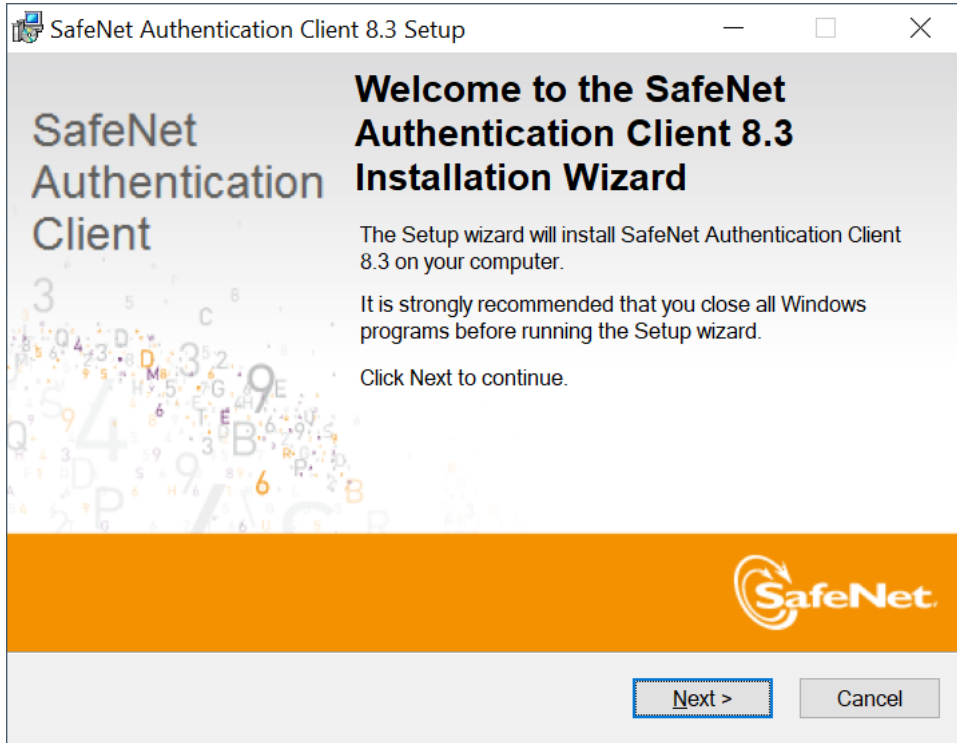 SafeNet Authentication Client 8.3 Setup
SafeNet
Authentication
Client
Welcome to the SafeNet
Authentication Client 8.3
Installation Wizard
The Setup wizard will install SafeNet Authentication Client
8.3 on your computer.
It is strongly recommended that you close all Windows
programs before running the Setup wizard.
Click Next to continue.
SafeNet.
Next >
Cancel